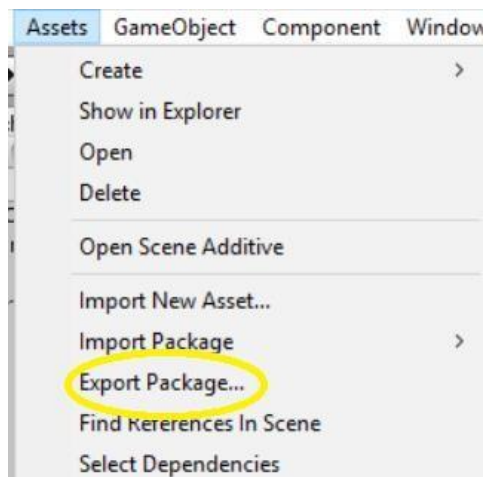 Assets GameObject Component Window
Create >
Show in Explorer
Open
Delete
Open Scene Additive
Import New Asset...
Import Package >
Export Package...
Find References In Scene
Select Dependencies